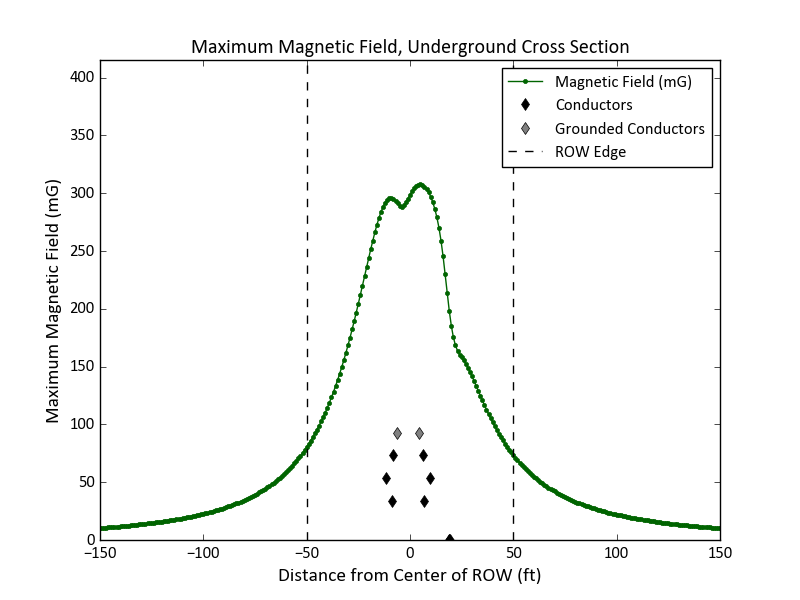 Maximum Magnetic Field, Underground Cross Section
Magnetic Field (mG)
Conductors
Grounded Conductors
ROW Edge
Maximum Magnetic Field (mG)
400
350
300
250
200
150
100
50
0
−150
−100
−50
0
50
100
150
Distance from Center of ROW (ft)